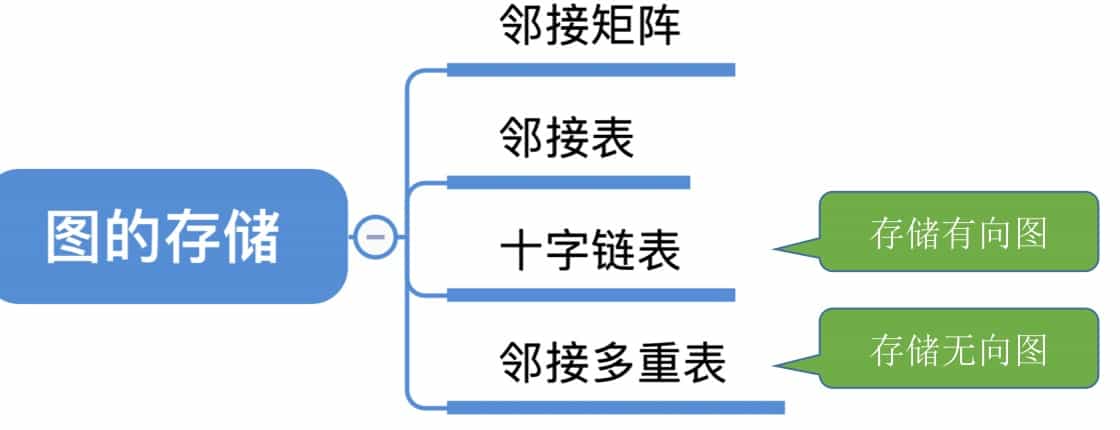 邻接矩阵
邻接表
图的存储
十字链表
存储有向图
邻接多重表
存储无向图